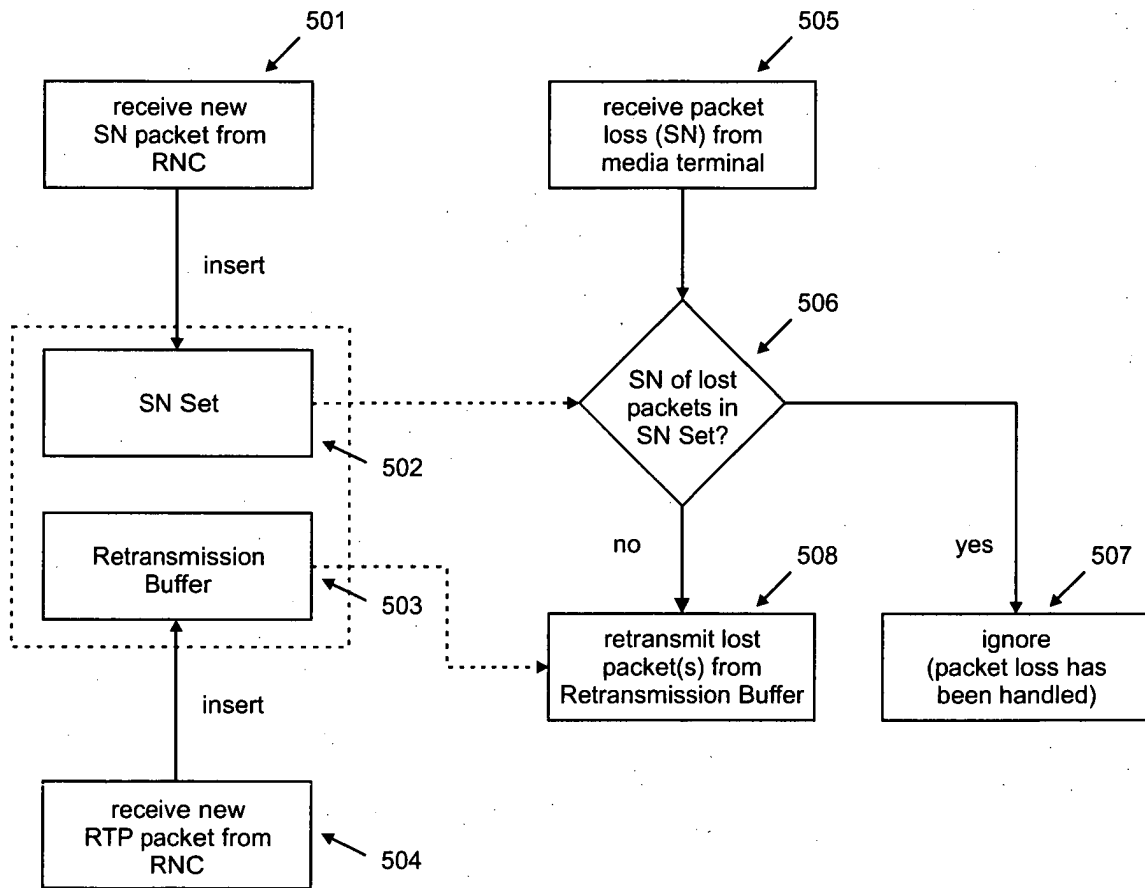 501
receive new
SN packet from
RNC
insert
SN Set
502
Retransmission
Buffer
503
insert
receive new
RTP packet from
RNC
504
505
receive packet
loss (SN) from
media terminal
506
SN of lost
packets in
SN Set?
no
yes
508
507
retransmit lost
packet(s) from
Retransmission Buffer
ignore
(packet loss has
been handled)